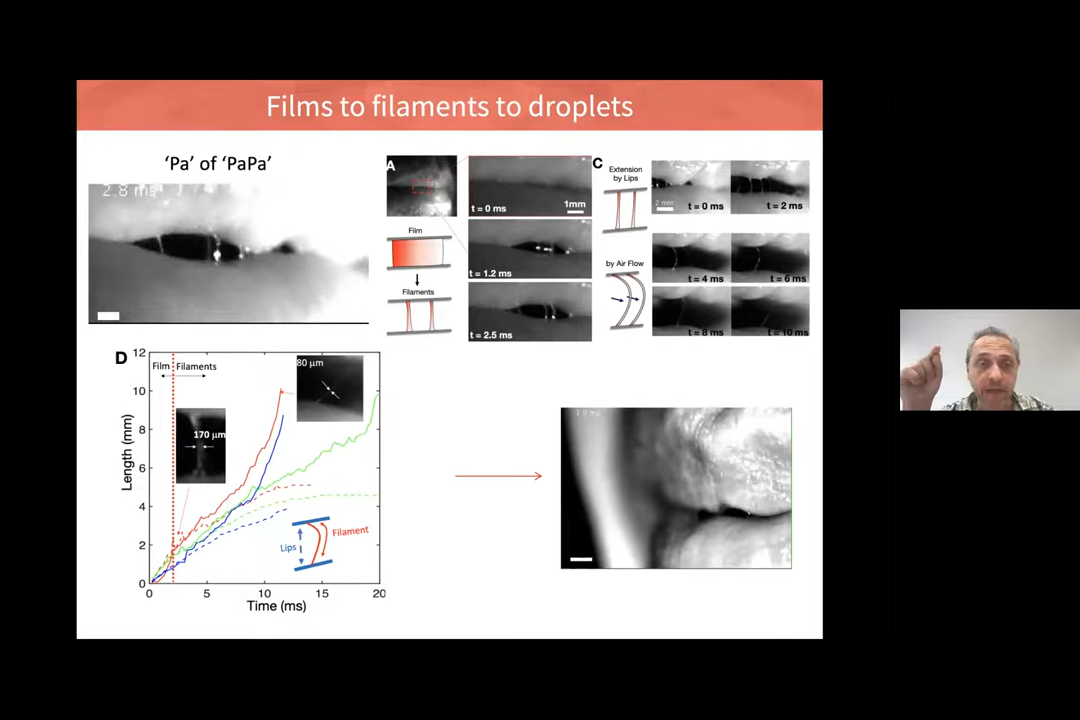 Films to filaments to droplets
‘Pa’ of ‘PaPa’
2.8 ms
A
t = 0 ms
1mm
Film
Filaments
t = 1.2 ms
t = 2.5 ms
C
Extension
by Lips
2 mm
t = 0 ms
t = 2 ms
by Air Flow
t = 4 ms
t = 6 ms
t = 8 ms
t = 10 ms
D
12
10
8
6
4
2
0
Length (mm)
Film
Filaments
170 μm
80 μm
Lips
Filament
0
5
10
15
20
Time (ms)
1.9 ms